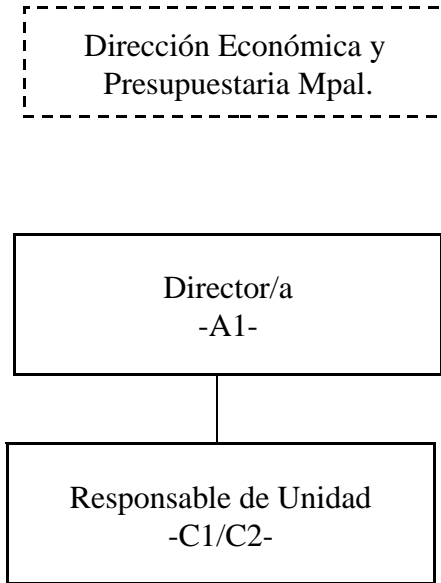 Dirección Económica y
Presupuestaria Mpal.
Director/a
-A1-
Responsable de Unidad
-C1/C2-